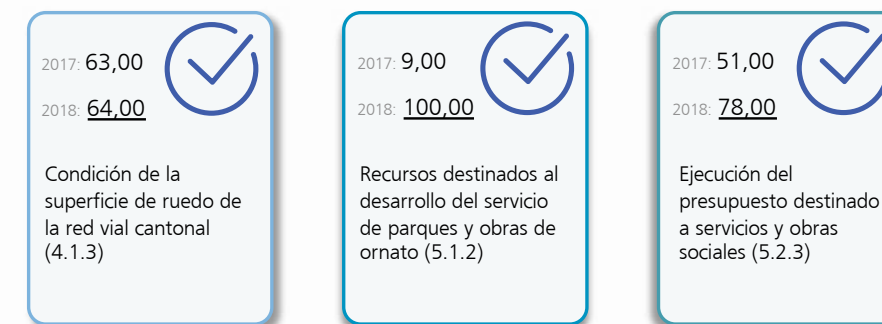 2017: 63,00
2018: 64,00
Condición de la
superficie de ruedo de
la red vial cantonal
(4.1.3)
2017: 9,00
2018: 100,00
Recursos destinados al
desarrollo del servicio
de parques y obras de
ornato (5.1.2)
2017: 51,00
2018: 78,00
Ejecución del
presupuesto destinado
a servicios y obras
sociales (5.2.3)